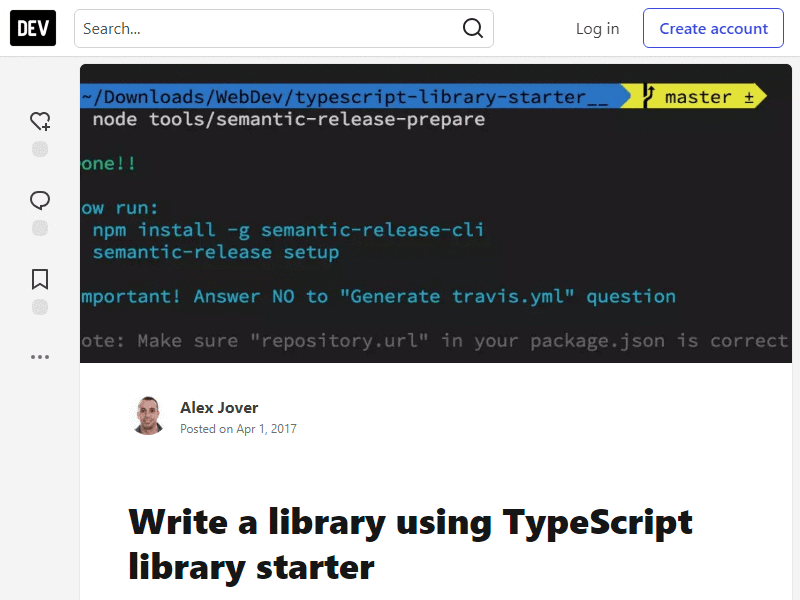 DEV
Search...
Log in
Create account
~/Downloads/WebDev/typescript-library-starter__ master ±
node tools/semantic-release-prepare
one!!
ow run:
npm install -g semantic-release-cli
semantic-release setup
mportant! Answer NO to "Generate travis.yml" question
ote: Make sure "repository.url" in your package.json is correct
Alex Jover
Posted on Apr 1, 2017
Write a library using TypeScript
library starter